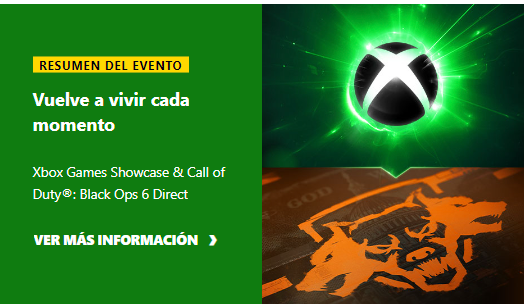 RESUMEN DEL EVENTO
Vuelve a vivir cada
momento
Xbox Games Showcase & Call of
Duty®: Black Ops 6 Direct
VER MÁS INFORMACIÓN ❯
GOD